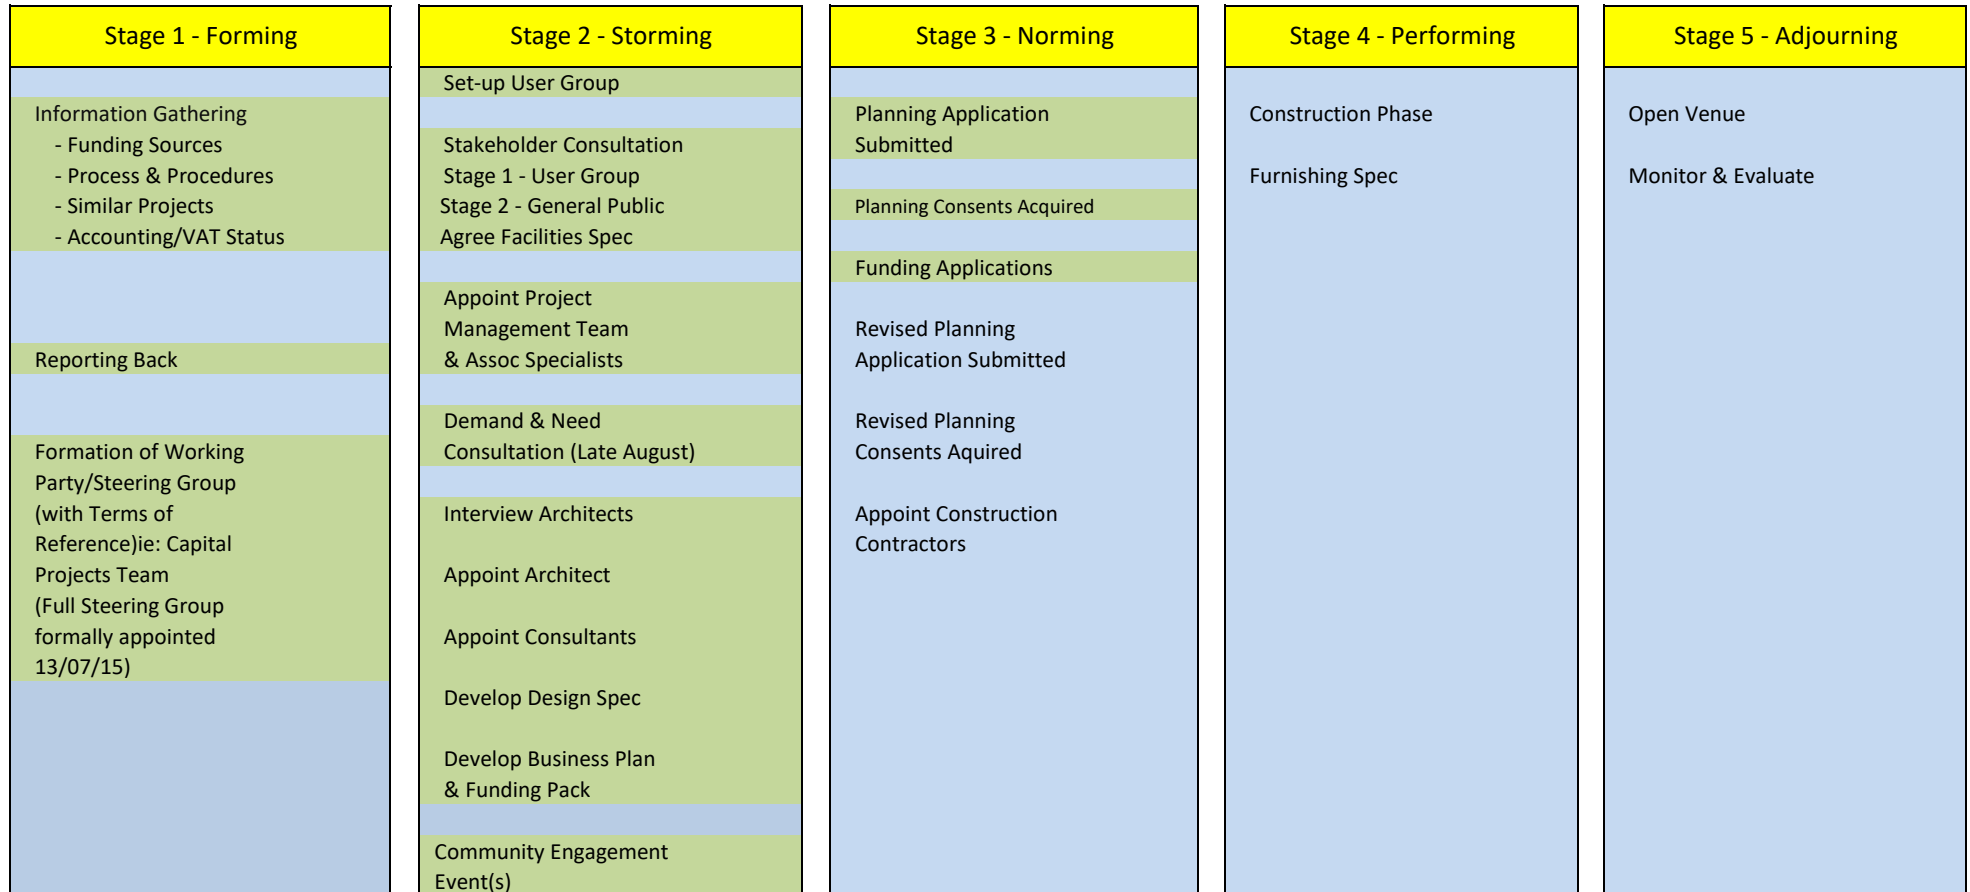 Stage 1 - Forming
Information Gathering
- Funding Sources
- Process & Procedures
- Similar Projects
- Accounting/VAT Status
Reporting Back
Formation of Working
Party/Steering Group
(with Terms of
Reference)ie: Capital
Projects Team
(Full Steering Group
formally appointed
13/07/15)
Stage 2 - Storming
Set-up User Group
Stakeholder Consultation
Stage 1 - User Group
Stage 2 - General Public
Agree Facilities Spec
Appoint Project
Management Team
& Assoc Specialists
Demand & Need
Consultation (Late August)
Interview Architects
Appoint Architect
Appoint Consultants
Develop Design Spec
Develop Business Plan
& Funding Pack
Community Engagement
Event(s)
Stage 3 - Norming
Planning Application
Submitted
Planning Consents Acquired
Funding Applications
Revised Planning
Application Submitted
Revised Planning
Consents Aquired
Appoint Construction
Contractors
Stage 4 - Performing
Construction Phase
Furnishing Spec
Stage 5 - Adjourning
Open Venue
Monitor & Evaluate